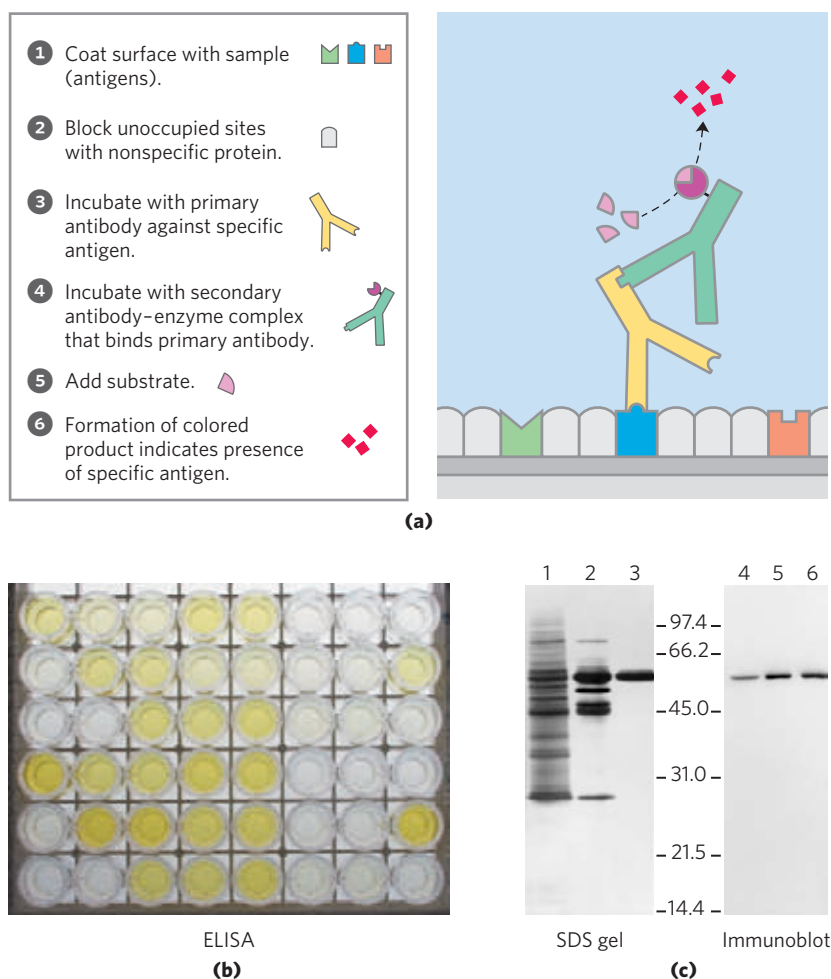 1 Coat surface with sample
(antigens).
2 Block unoccupied sites
with nonspecific protein.
3 Incubate with primary
antibody against specific
antigen.
4 Incubate with secondary
antibody–enzyme complex
that binds primary antibody.
5 Add substrate.
6 Formation of colored
product indicates presence
of specific antigen.
(a)
ELISA
(b)
1 2 3 4 5 6
97.4
66.2
45.0
31.0
21.5
14.4
SDS gel Immunoblot
(c)